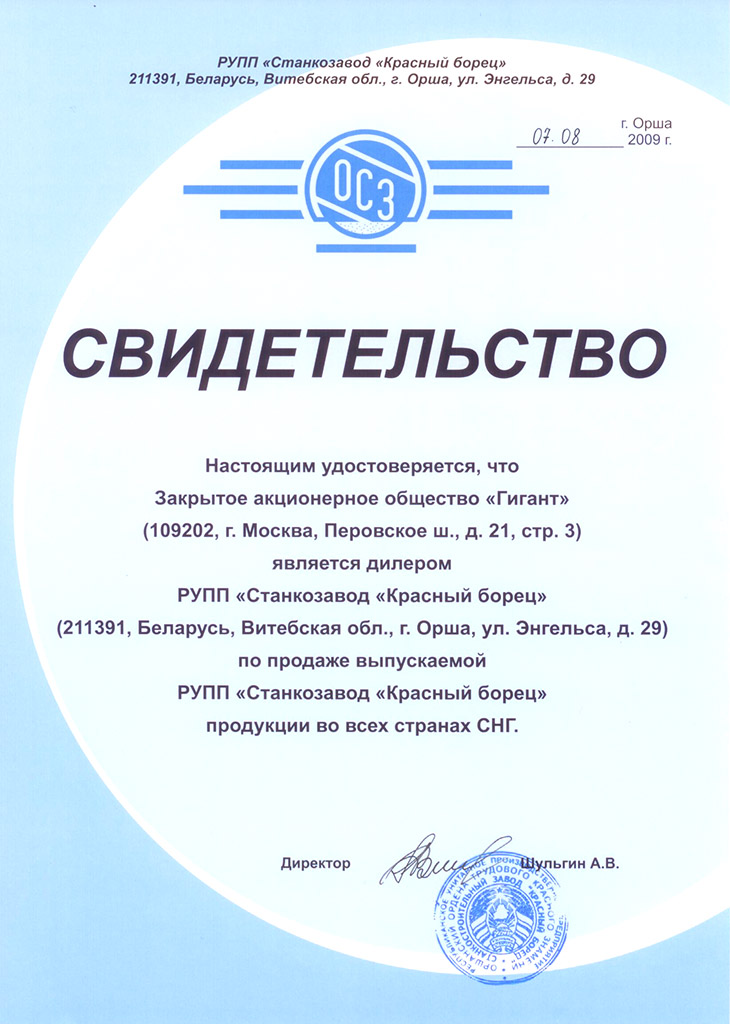 РУПП «Станкозавод «Красный борец»
211391, Беларусь, Витебская обл., г. Орша, ул. Энгельса, д. 29
г. Орша
07.08 2009 г.
ОСЗ
СВИДЕТЕЛЬСТВО
Настоящим удостоверяется, что
Закрытое акционерное общество «Гигант»
(109202, г. Москва, Перовское ш., д. 21, стр. 3)
является дилером
РУПП «Станкозавод «Красный борец»
(211391, Беларусь, Витебская обл., г. Орша, ул. Энгельса, д. 29)
по продаже выпускаемой
РУПП «Станкозавод «Красный борец»
продукции во всех странах СНГ.
Директор Шульгин А.В.
ОРШАНСКИЙ ОРДЕНА ТРУДОВОГО КРАСНОГО ЗНАМЕНИ
СТАНКОСТРОИТЕЛЬНЫЙ ЗАВОД "КРАСНЫЙ БОРЕЦ"